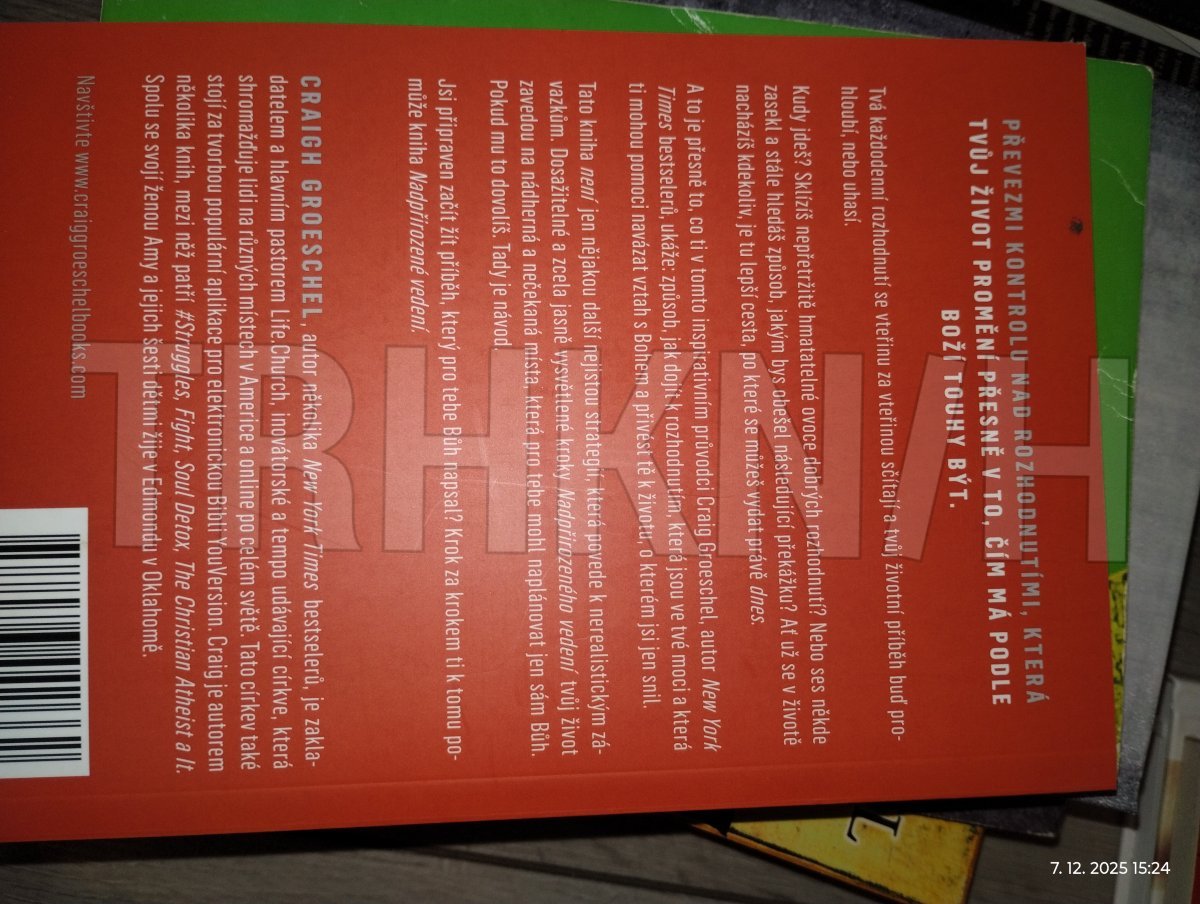 PŘEVEZMI KONTROLU NAD ROZHODNUTÍMI, KTERÁ
TVŮJ ŽIVOT PROMĚNÍ PŘESNĚ V TO, ČÍM MÁ PODLE
BOŽÍ TOUHY BÝT.
Tvá každodenní rozhodnutí se vteřinu za vteřinou sčítají a tvůj životní příběh buď pro-
hloubí, nebo uhasí.
Kudy jdeš? Sklízíš nepřetržitě hmatatelné ovoce dobrých rozhodnutí? Nebo ses někde
zasekl a stále hledáš způsob, jakým bys obešel následující překážku? Ať už se v životě
nacházíš kdekoliv, je tu lepší cesta, po které se můžeš vydat právě dnes.
A to je přesně to, co ti v tomto inspirativním průvodci Craig Groeschel, autor New York
Times bestselerů, ukáže: způsob, jak dojít k rozhodnutím, která jsou ve tvé moci a která
ti mohou pomoci navázat vztah s Bohem a přivést tě k životu, o kterém jsi jen snil.
Tato kniha není jen nějakou další nejistou strategií, která povede k nerealistickým zá-
vazkům. Dosažitelné a zcela jasně vysvětlené kroky Nadpřirozeného vedení tvůj život
zavedou na nádherná a nečekaná místa, která pro tebe mohl naplánovat jen sám Bůh.
Pokud mu to dovolíš. Tady je návod.
Jsi připraven začít žít příběh, který pro tebe Bůh napsal? Krok za krokem ti k tomu po-
může kniha Nadpřirozené vedení.
CRAIGH GROESCHEL, autor několika New York Times bestselerů, je zakla-
datelem a hlavním pastorem Life.Church, inovátorské a tempo udávající církve, která
shromažďuje lidi na různých místech v Americe a online po celém světě. Tato církev také
stojí za tvorbou populární aplikace pro elektronickou Bibli YouVersion. Craig je autorem
několika knih, mezi něž patří #Struggles, Fight, Soul Detox, The Christian Atheist a It.
Spolu se svojí ženou Amy a jejich šesti dětmi žije v Edmondu v Oklahomě.
Navštivte www.craiggroeschelbooks.com
TRHKNIH
7. 12. 2025 15:24